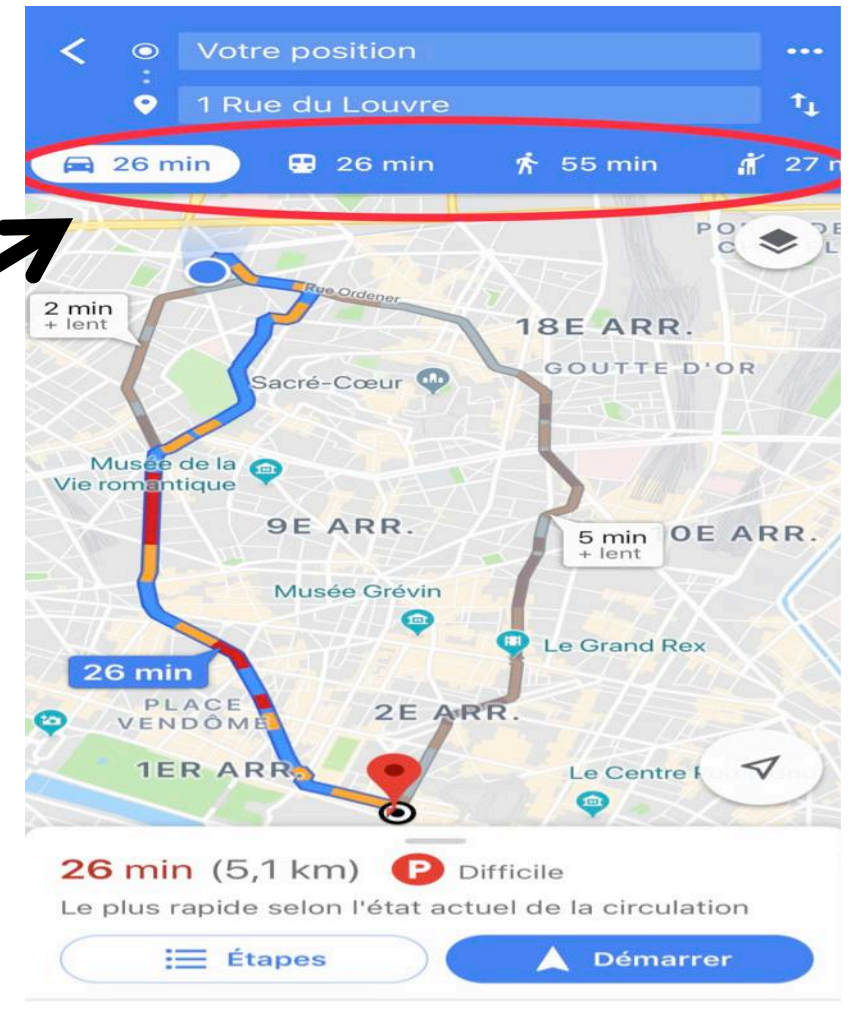 Votre position
1 Rue du Louvre
26 min
26 min
55 min
27
Rue Ordener
2 min
+ lent
18E ARR.
GOUTTE D'OR
Sacré-Cœur
Musée de la
Vie romantique
9E ARR.
5 min
+ lent
0E ARR.
Musée Grévin
Le Grand Rex
26 min
PLACE
VENDÔME
2E ARR.
1ER ARR.
Le Centre
26 min (5,1 km) P Difficile
Le plus rapide selon l'état actuel de la circulation
Étapes
Démarrer